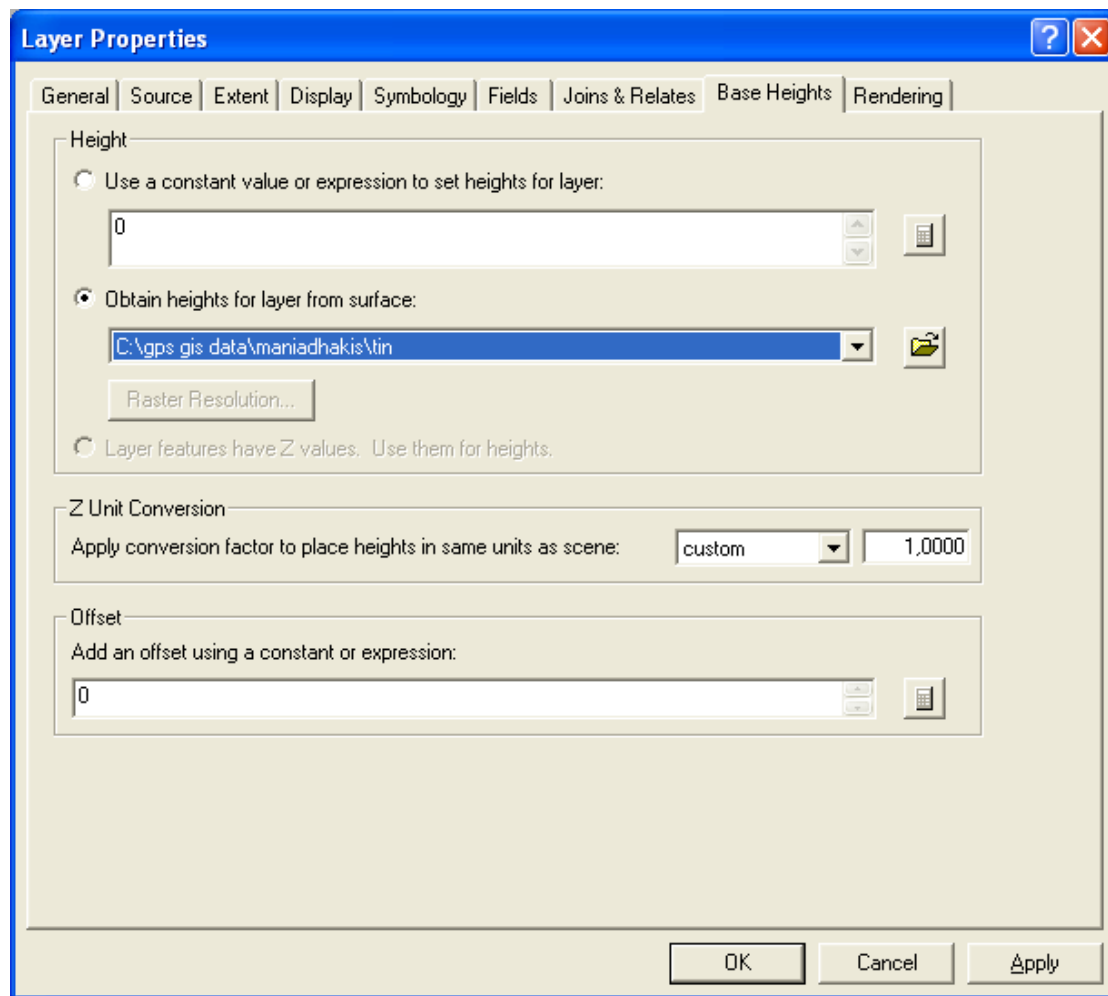 Layer Properties
General Source Extent Display Symbology Fields Joins & Relates Base Heights Rendering
Height
Use a constant value or expression to set heights for layer:
0
Obtain heights for layer from surface:
C:\gps gis data\maniadhakis\tin
Raster Resolution...
Layer features have Z values. Use them for heights.
Z Unit Conversion
Apply conversion factor to place heights in same units as scene: custom 1,0000
Offset
Add an offset using a constant or expression:
0
OK Cancel Apply